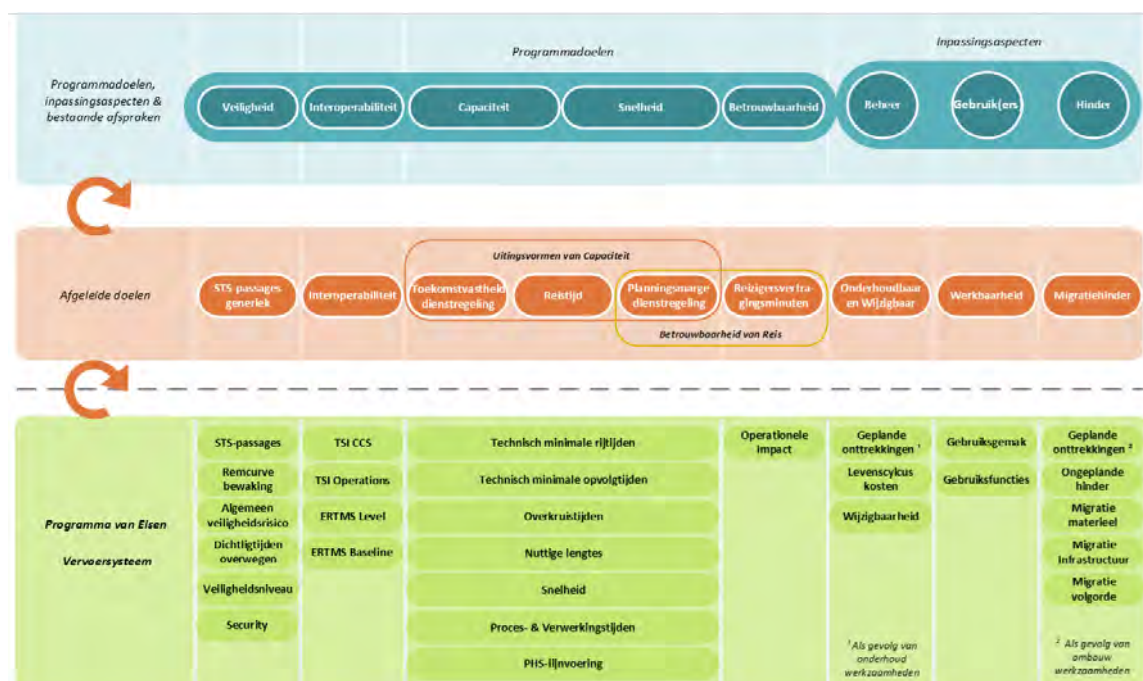 Programmadoelen
Inpassingsaspecten
Programmadoelen,
inpassingsaspecten &
bestaande afspraken
Veiligheid
Interoperabiliteit
Capaciteit
Snelheid
Betrouwbaarheid
Beheer
Gebruik(ers)
Hinder
Uitingsvormen van Capaciteit
Afgeleide doelen
STS-passages
generiek
Interoperabiliteit
Toekomstvastheid
dienstregeling
Reistijd
Planningsmarge
dienstregeling
Reizigersvertra-
gingsminuten
Onderhoudbaar
en Wijzigbaar
Werkbaarheid
Migratiehinder
Betrouwbaarheid van Reis
Programma van Eisen
Vervoersysteem
STS-passages
Remcurve
bewaking
Algemeen
veiligheidsrisico
Dichtligtijden
overwegen
Veiligheidsniveau
Security
TSI CCS
TSI Operations
ERTMS Level
ERTMS Baseline
Technisch minimale rijtijden
Technisch minimale opvolgtijden
Overkruistijden
Nuttige lengtes
Snelheid
Proces- & Verwerkingstijden
PHS-lijnvoering
Operationele
impact
Geplande
onttrekkingen ¹
Levenscyclus
kosten
Wijzigbaarheid
¹ Als gevolg van
onderhoud
werkzaamheden
Gebruiksgemak
Gebruiksfuncties
Geplande
onttrekkingen ²
Ongeplande
hinder
Migratie
materieel
Migratie
infrastructuur
Migratie
volgorde
² Als gevolg van
ombouw
werkzaamheden